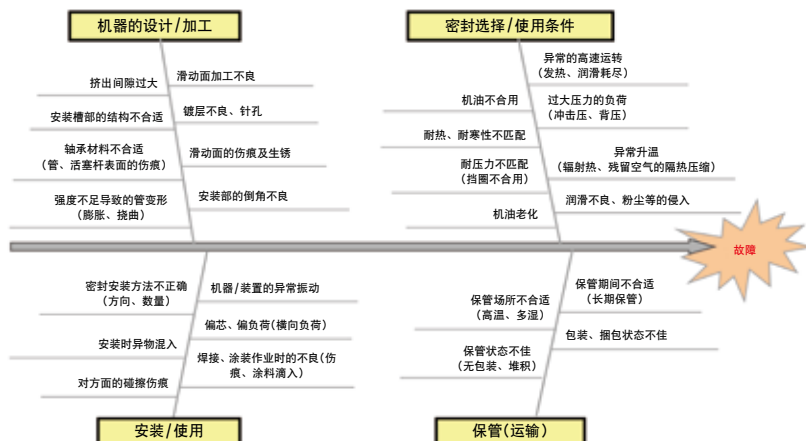 机器的设计/加工
挤出间隙过大
安装槽部的结构不合适
轴承材料不合适
(管、活塞杆表面的伤痕)
强度不足导致的管变形
(膨胀、挠曲)
滑动面加工不良
镀层不良、针孔
滑动面的伤痕及生锈
安装部的倒角不良
密封选择/使用条件
机油不合用
耐热、耐寒性不匹配
耐压力不匹配
(挡圈不合用)
机油老化
异常的高速运转
(发热、润滑耗尽)
过大压力的负荷
(冲击压、背压)
异常升温
(辐射热、残留空气的隔热压缩)
润滑不良、粉尘等的侵入
故障
密封安装方法不正确
(方向、数量)
安装时异物混入
对方面的碰擦伤痕
机器/装置的异常振动
偏芯、偏负荷(横向负荷)
焊接、涂装作业时的不良(伤
痕、涂料滴入)
安装/使用
保管场所不合适
(高温、多湿)
保管状态不佳
(无包装、堆积)
保管期间不合适
(长期保管)
包装、捆包状态不佳
保管(运输)